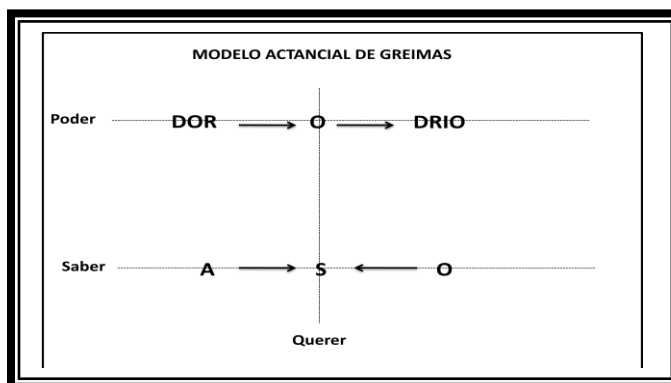 MODELO ACTANCIAL DE GREIMAS
Poder DOR O DRIO
Saber A S O
Querer